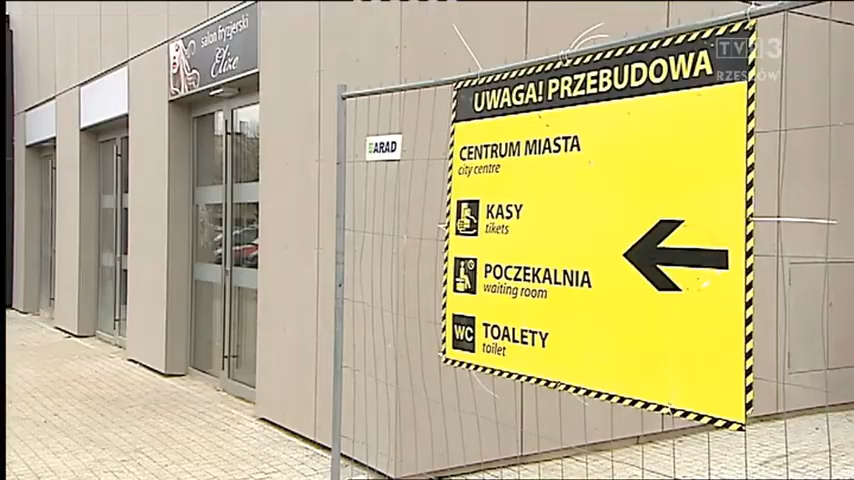 salon fryzjerski
Elize
TVP3
RZESZÓW
UWAGA! PRZEBUDOWA
ARAD
CENTRUM MIASTA
city centre
KASY
tikets
POCZEKALNIA
waiting room
WC
TOALETY
toilet